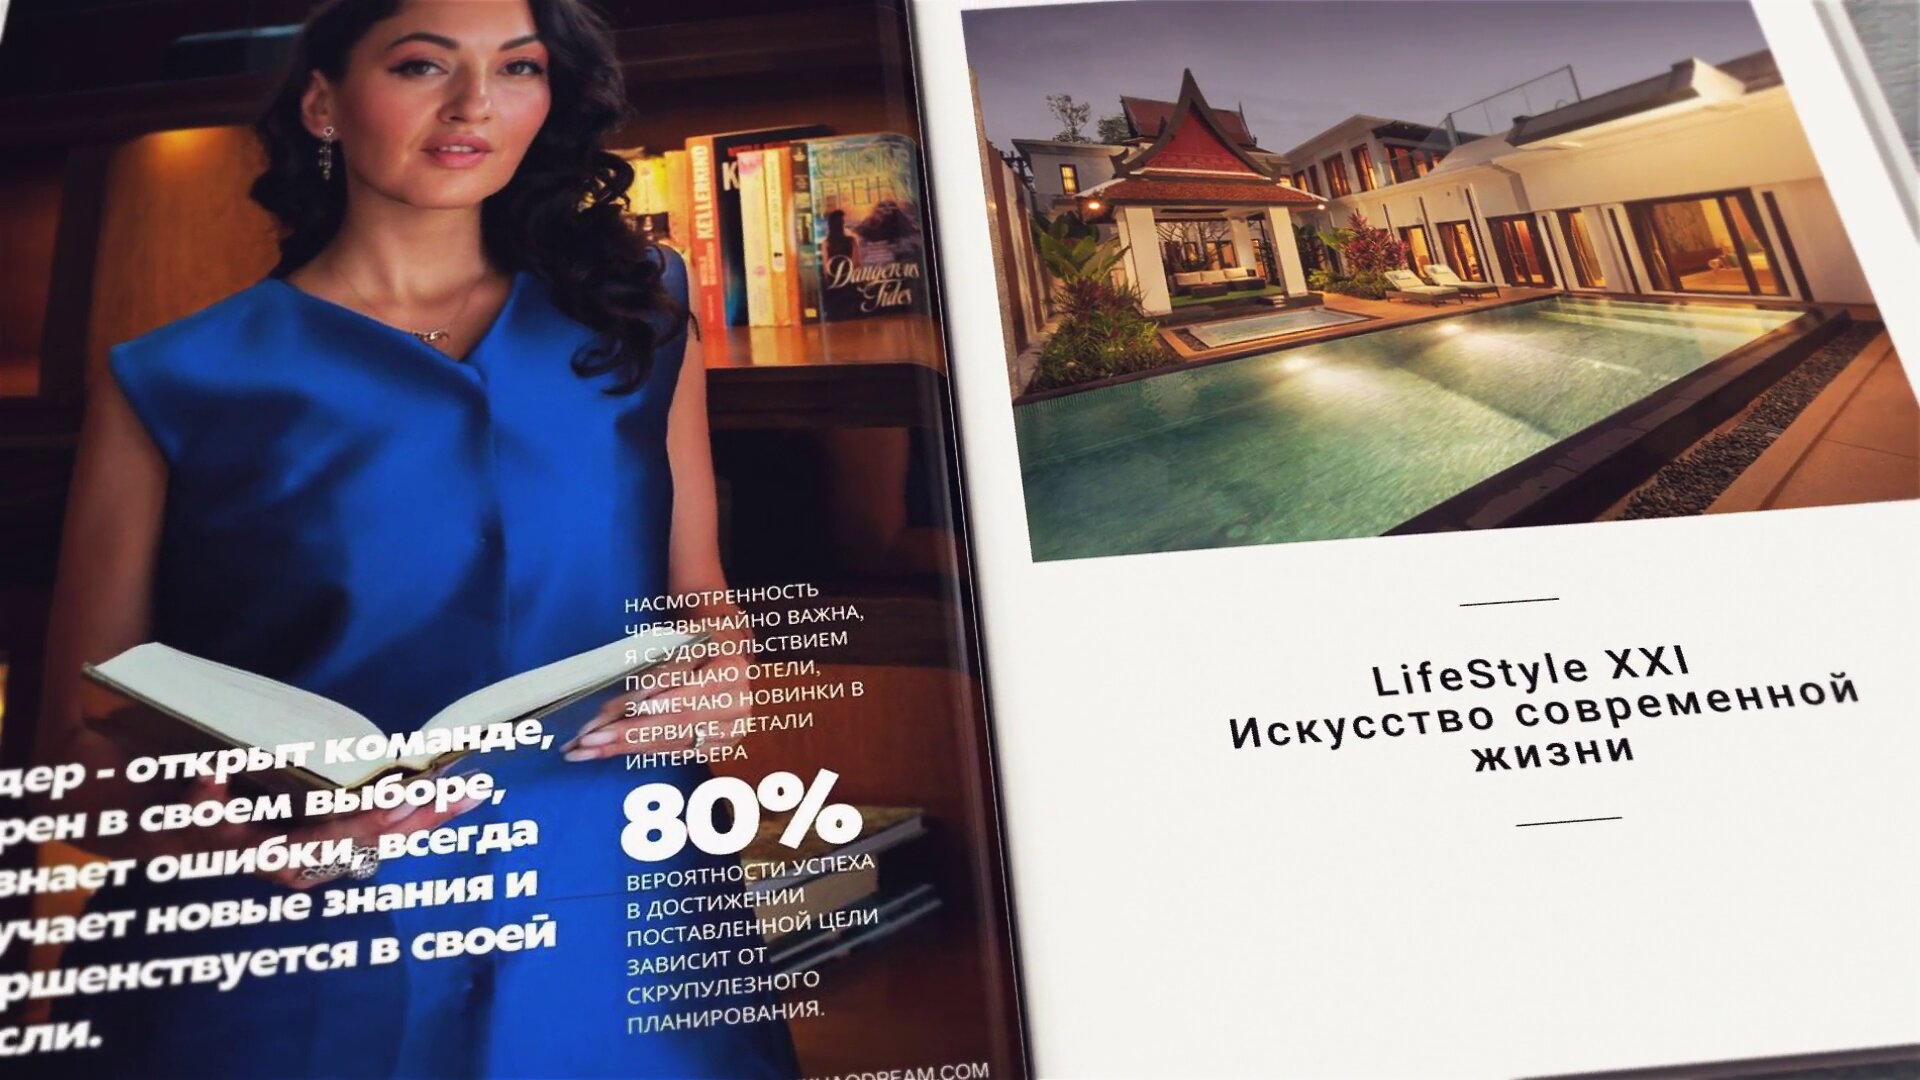 KELLERKIND
Dangerous
Tides
НАСМОТРЕННОСТЬ
ЧРЕЗВЫЧАЙНО ВАЖНА,
Я С УДОВОЛЬСТВИЕМ
ПОСЕЩАЮ ОТЕЛИ,
ЗАМЕЧАЮ НОВИНКИ В
СЕРВИСЕ, ДЕТАЛИ
ИНТЕРЬЕРА
80%
ВЕРОЯТНОСТИ УСПЕХА
В ДОСТИЖЕНИИ
ПОСТАВЛЕННОЙ ЦЕЛИ
ЗАВИСИТ ОТ
СКРУПУЛЕЗНОГО
ПЛАНИРОВАНИЯ.
дер - открыт команде,
рен в своем выборе,
знает ошибки, всегда
учает новые знания и
ршенствуется в своей
сли.
LifeStyle XXI
Искусство современной
жизни